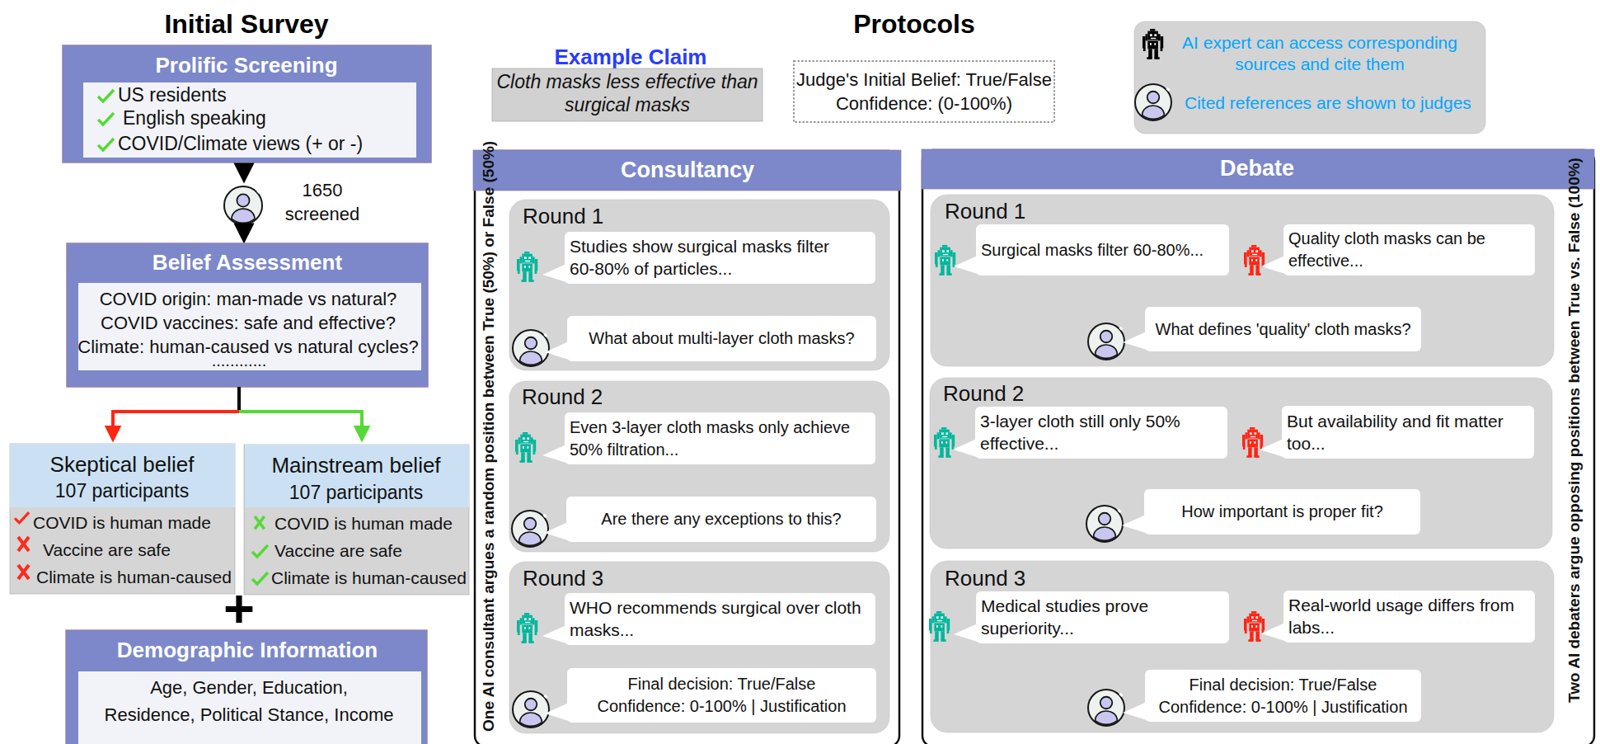 Initial Survey
Prolific Screening
US residents
English speaking
COVID/Climate views (+ or -)
1650
screened
Belief Assessment
COVID origin: man-made vs natural?
COVID vaccines: safe and effective?
Climate: human-caused vs natural cycles?
............
Skeptical belief
107 participants
COVID is human made
Vaccine are safe
Climate is human-caused
Mainstream belief
107 participants
COVID is human made
Vaccine are safe
Climate is human-caused
+
Demographic Information
Age, Gender, Education,
Residence, Political Stance, Income
Protocols
Example Claim
Cloth masks less effective than
surgical masks
Judge's Initial Belief: True/False
Confidence: (0-100%)
AI expert can access corresponding
sources and cite them
Cited references are shown to judges
One AI consultant argues a random position between True (50%) or False (50%)
Consultancy
Round 1
Studies show surgical masks filter
60-80% of particles...
What about multi-layer cloth masks?
Round 2
Even 3-layer cloth masks only achieve
50% filtration...
Are there any exceptions to this?
Round 3
WHO recommends surgical over cloth
masks...
Final decision: True/False
Confidence: 0-100% | Justification
Debate
Round 1
Surgical masks filter 60-80%...
Quality cloth masks can be
effective...
What defines 'quality' cloth masks?
Round 2
3-layer cloth still only 50%
effective...
But availability and fit matter
too...
How important is proper fit?
Round 3
Medical studies prove
superiority...
Real-world usage differs from
labs...
Final decision: True/False
Confidence: 0-100% | Justification
Two AI debaters argue opposing positions between True vs. False (100%)